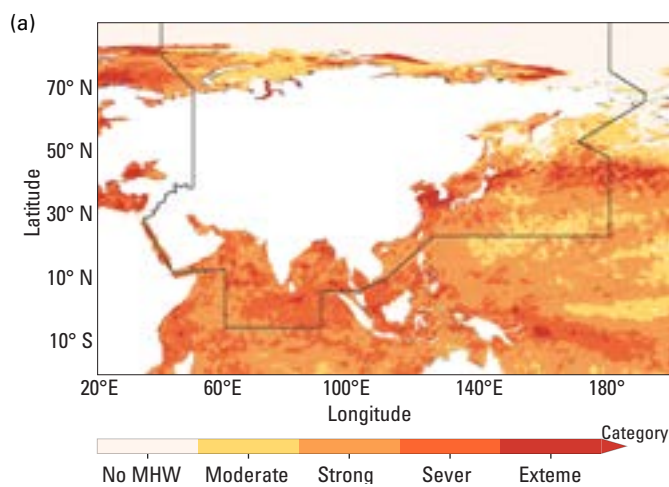 (a)
70° N
50° N
30° N
10° N
10° S
Latitude
20°E 60°E 100°E 140°E 180°
Longitude
Category
No MHW Moderate Strong Sever Exteme